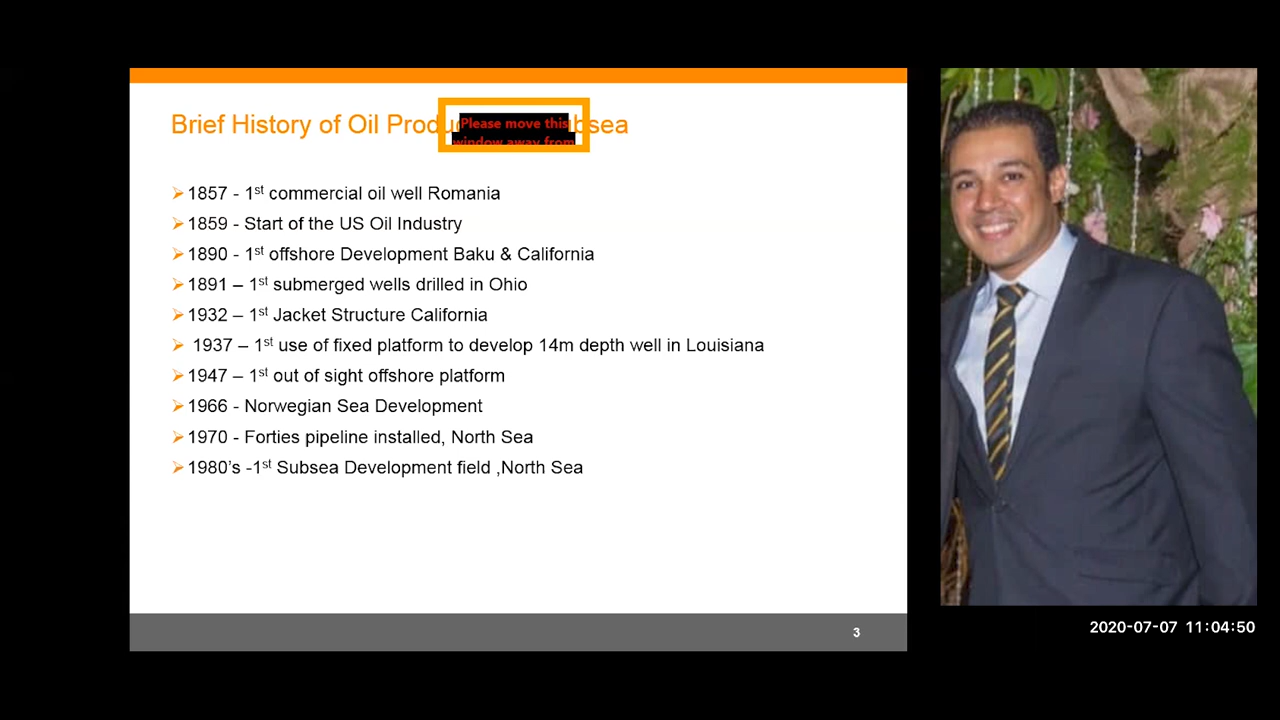 Brief History of Oil Produ
bsea
Please move this
window away from
➢1857 - 1st commercial oil well Romania
➢1859 - Start of the US Oil Industry
➢1890 - 1st offshore Development Baku & California
➢1891 – 1st submerged wells drilled in Ohio
➢1932 – 1st Jacket Structure California
➢ 1937 – 1st use of fixed platform to develop 14m depth well in Louisiana
➢1947 – 1st out of sight offshore platform
➢1966 - Norwegian Sea Development
➢1970 - Forties pipeline installed, North Sea
➢1980’s -1st Subsea Development field ,North Sea
3
2020-07-07 11:04:50